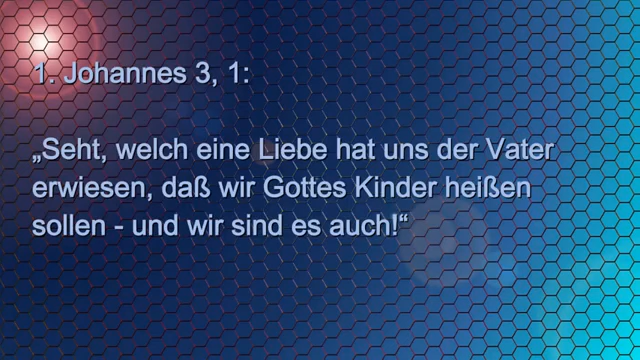 1. Johannes 3, 1:
„Seht, welch eine Liebe hat uns der Vater
erwiesen, daß wir Gottes Kinder heißen
sollen - und wir sind es auch!“